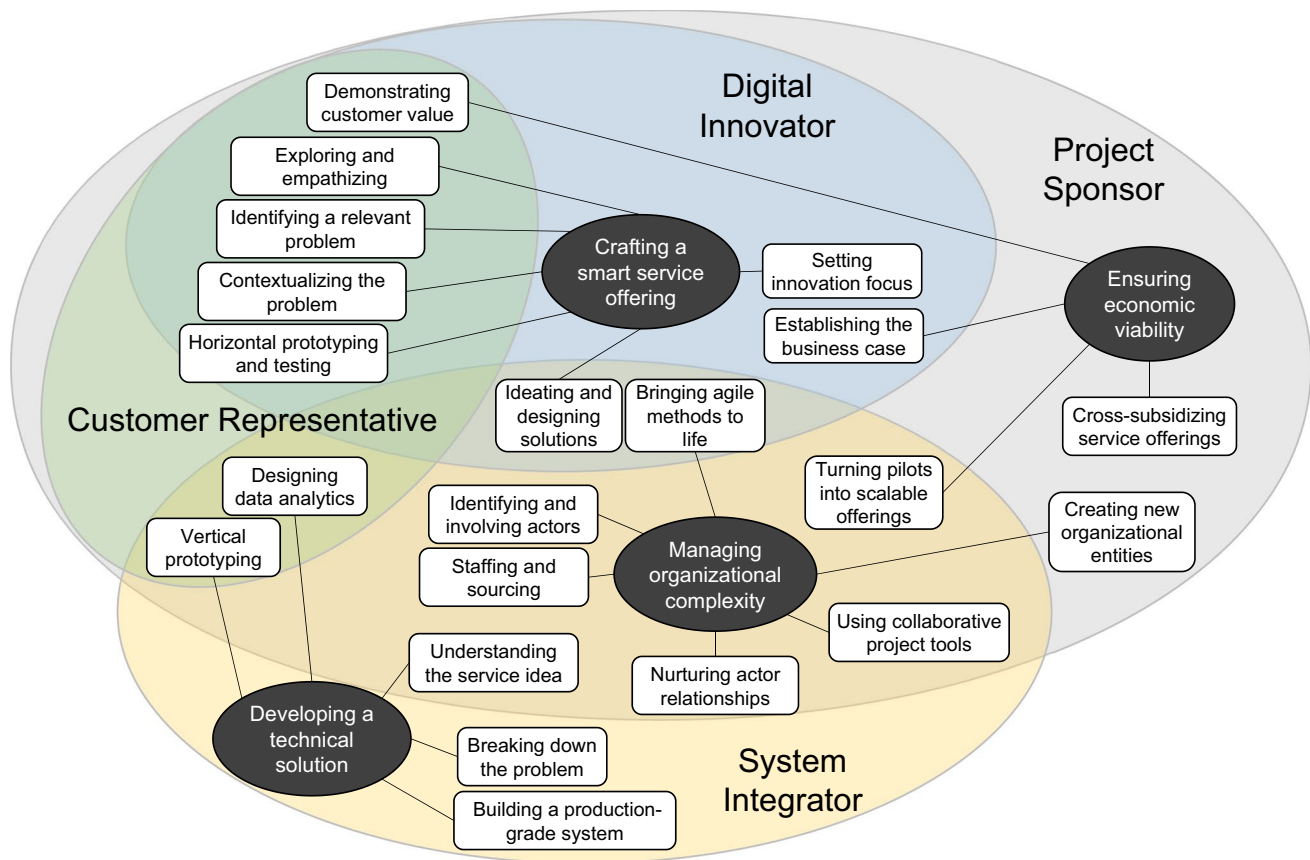 Demonstrating
customer value
Digital
Innovator
Exploring and
empathizing
Project
Sponsor
Identifying a relevant
problem
Crafting a
smart service
offering
Setting
innovation focus
Ensuring
economic
viability
Contextualizing the
problem
Establishing the
business case
Horizontal prototyping
and testing
Ideating and
designing
solutions
Bringing agile
methods to
life
Customer Representative
Cross-subsidizing
service offerings
Designing
data analytics
Turning pilots
into scalable
offerings
Identifying and
involving actors
Creating new
organizational
entities
Vertical
prototyping
Staffing and
sourcing
Managing
organizational
complexity
Using collaborative
project tools
Understanding
the service idea
Nurturing actor
relationships
Developing a
technical
solution
Breaking down
the problem
System
Integrator
Building a production-
grade system